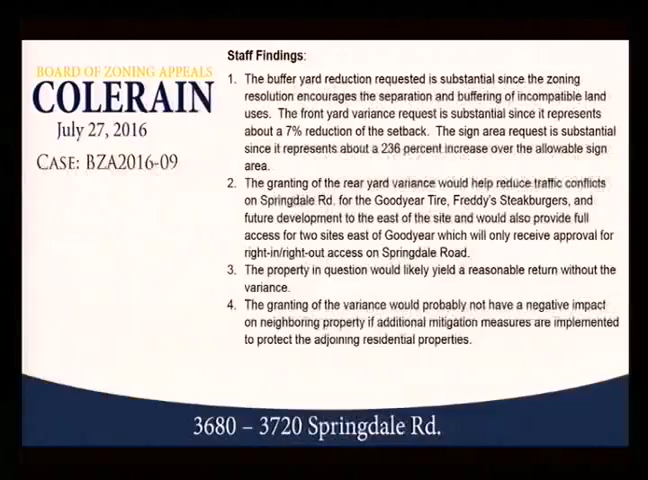 BOARD OF ZONING APPEALS
COLERAIN
July 27, 2016
CASE: BZA2016-09
Staff Findings:
1. The buffer yard reduction requested is substantial since the zoning
resolution encourages the separation and buffering of incompatible land
uses. The front yard variance request is substantial since it represents
about a 7% reduction of the setback. The sign area request is substantial
since it represents about a 236 percent increase over the allowable sign
area.
2. The granting of the rear yard variance would help reduce traffic conflicts
on Springdale Rd. for the Goodyear Tire, Freddy's Steakburgers, and
future development to the east of the site and would also provide full
access for two sites east of Goodyear which will only receive approval for
right-in/right-out access on Springdale Road.
3. The property in question would likely yield a reasonable return without the
variance.
4. The granting of the variance would probably not have a negative impact
on neighboring property if additional mitigation measures are implemented
to protect the adjoining residential properties.
3680 – 3720 Springdale Rd.